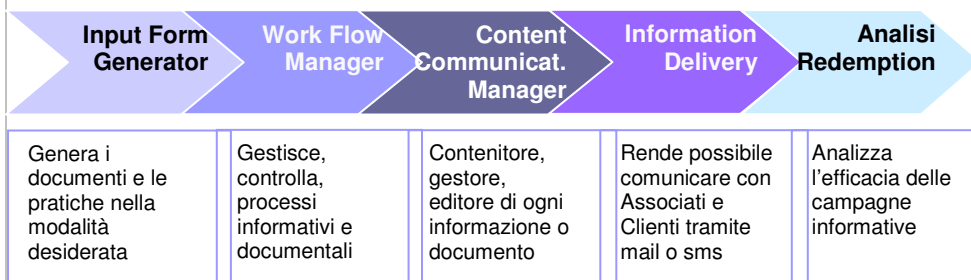 Input Form
Generator
Work Flow
Manager
Content
Communicat.
Manager
Information
Delivery
Analisi
Redemption
Genera i
documenti e le
pratiche nella
modalità
desiderata
Gestisce,
controlla,
processi
informativi e
documentali
Contenitore,
gestore,
editore di ogni
informazione o
documento
Rende possibile
comunicare con
Associati e
Clienti tramite
mail o sms
Analizza
l'efficacia delle
campagne
informative